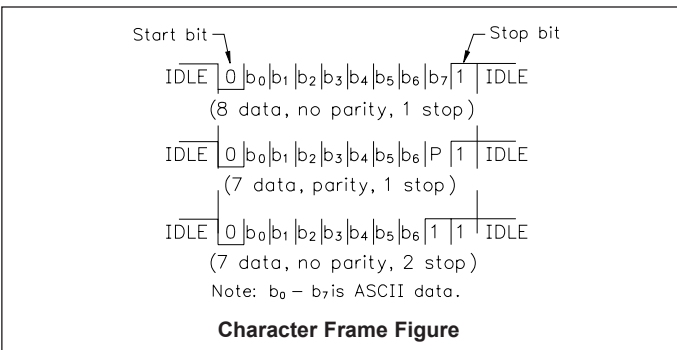 Start bit Stop bit
IDLE 0 b₀ b₁ b₂ b₃ b₄ b₅ b₆ b₇ 1 IDLE
(8 data, no parity, 1 stop)
IDLE 0 b₀ b₁ b₂ b₃ b₄ b₅ b₆ P 1 IDLE
(7 data, parity, 1 stop)
IDLE 0 b₀ b₁ b₂ b₃ b₄ b₅ b₆ 1 1 IDLE
(7 data, no parity, 2 stop)
Note: b₀ – b₇ is ASCII data.
Character Frame Figure